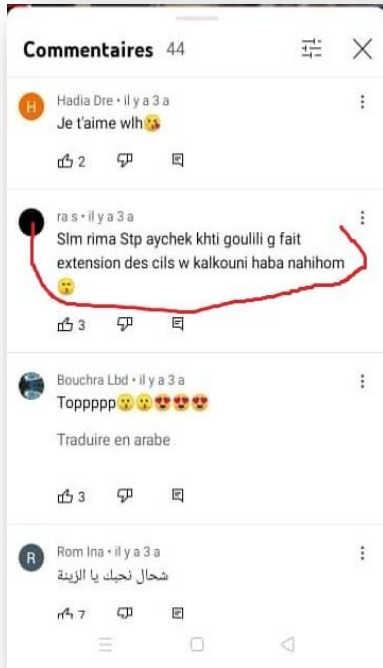 Commentaires 44
H
Hadia Dre • il y a 3 a
Je t'aime wlh😘
2
ra s • il y a 3 a
Slm rima Stp aychek khti goulili g fait
extension des cils w kalkouni haba nahihom
😙
3
Bouchra Lbd • il y a 3 a
Toppppp😗😗😍😍😍
Traduire en arabe
3
R
Rom Ina • il y a 3 a
شحال نحبك يا الزينة
7